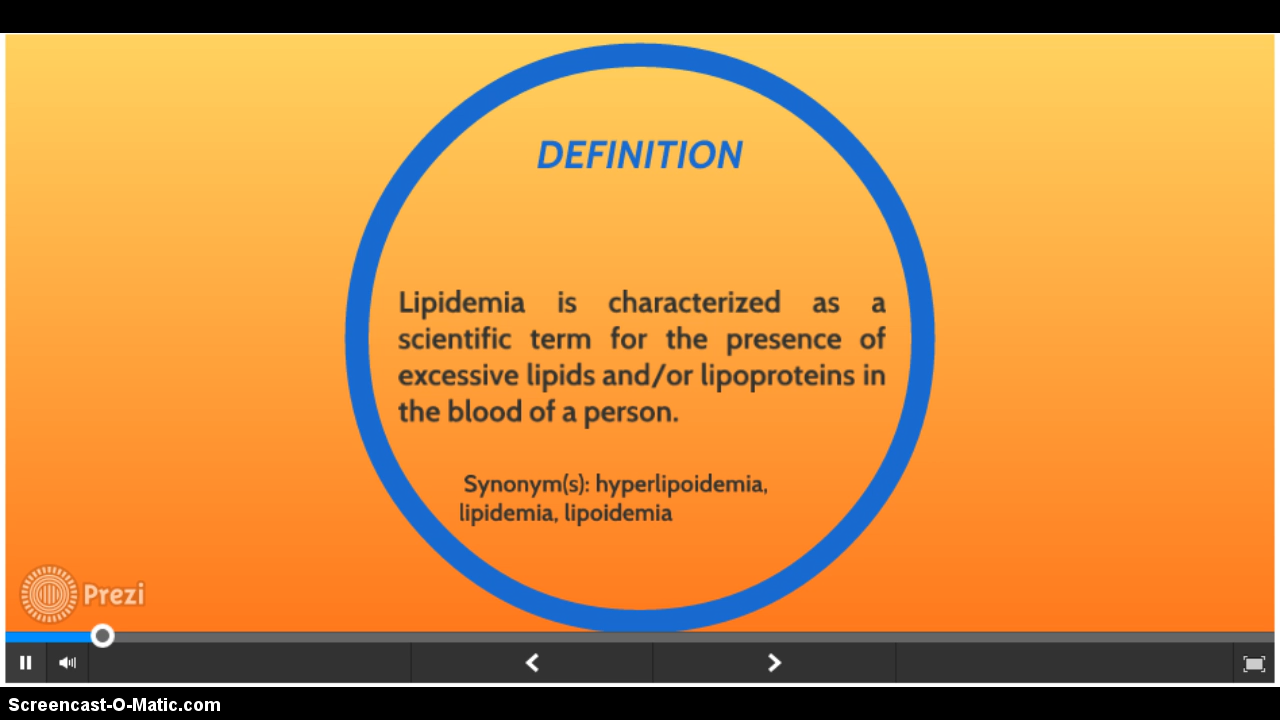 DEFINITION
Lipidemia is characterized as a
scientific term for the presence of
excessive lipids and/or lipoproteins in
the blood of a person.
Synonym(s): hyperlipoidemia,
lipidemia, lipoidemia
Prezi
Screencast-O-Matic.com